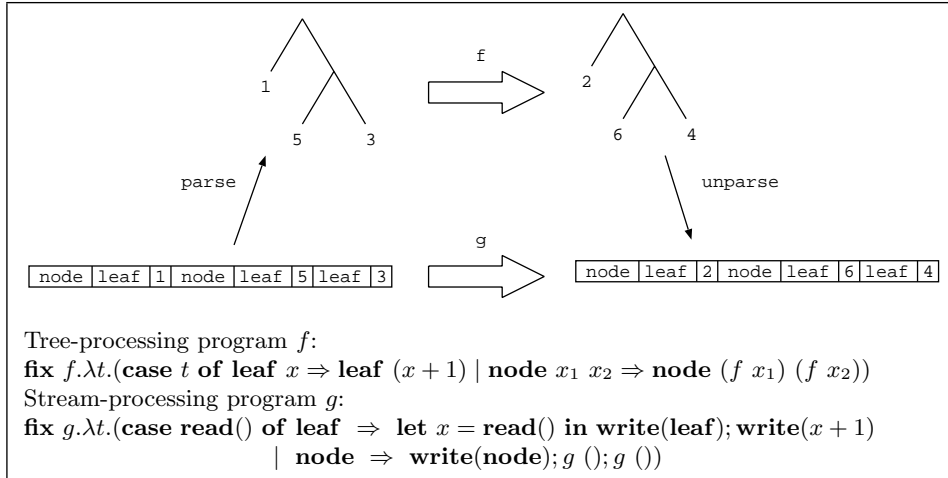 f
1
5 3
2
6 4
parse
unparse
g
node leaf 1 node leaf 5 leaf 3
node leaf 2 node leaf 6 leaf 4
Tree-processing program f:
fix f.λt.(case t of leaf x ⇒ leaf (x + 1) | node x₁ x₂ ⇒ node (f x₁) (f x₂))
Stream-processing program g:
fix g.λt.(case read() of leaf ⇒ let x = read() in write(leaf); write(x + 1)
| node ⇒ write(node); g (); g ())